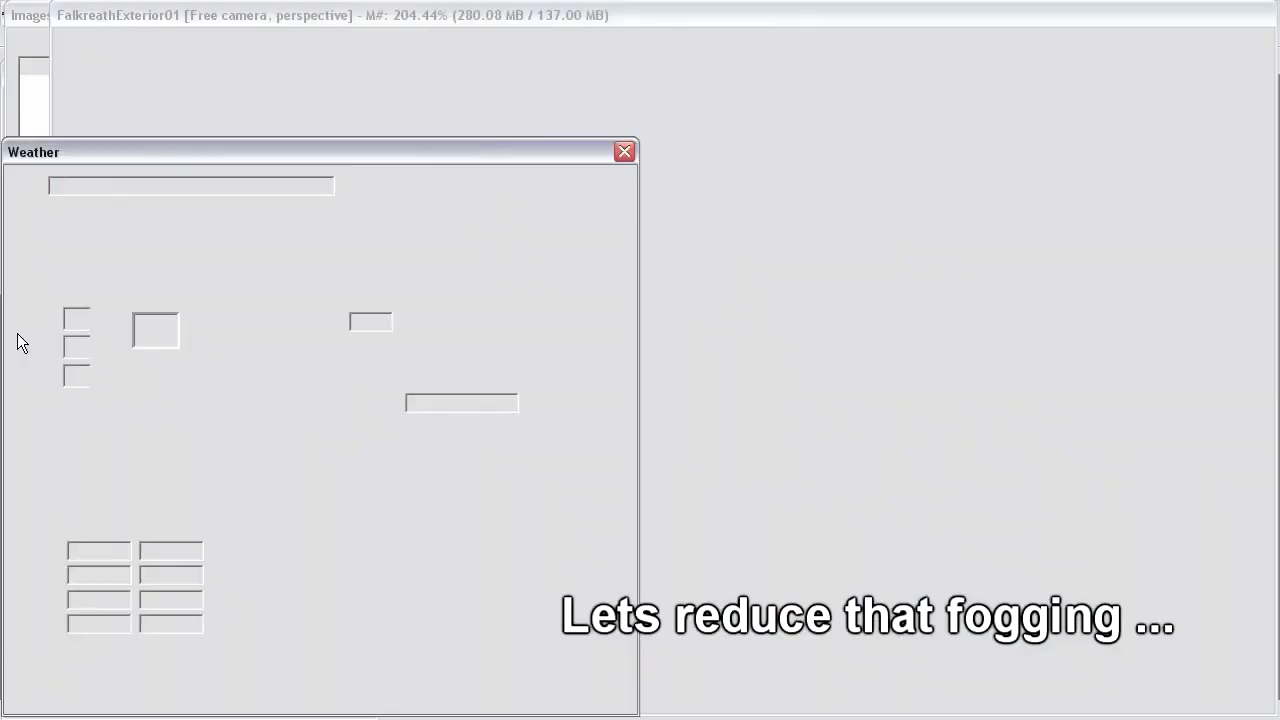 Images
FalkreathExterior01 [Free camera, perspective] - M#: 204.44% (280.08 MB / 137.00 MB)
Weather
Lets reduce that fogging ...